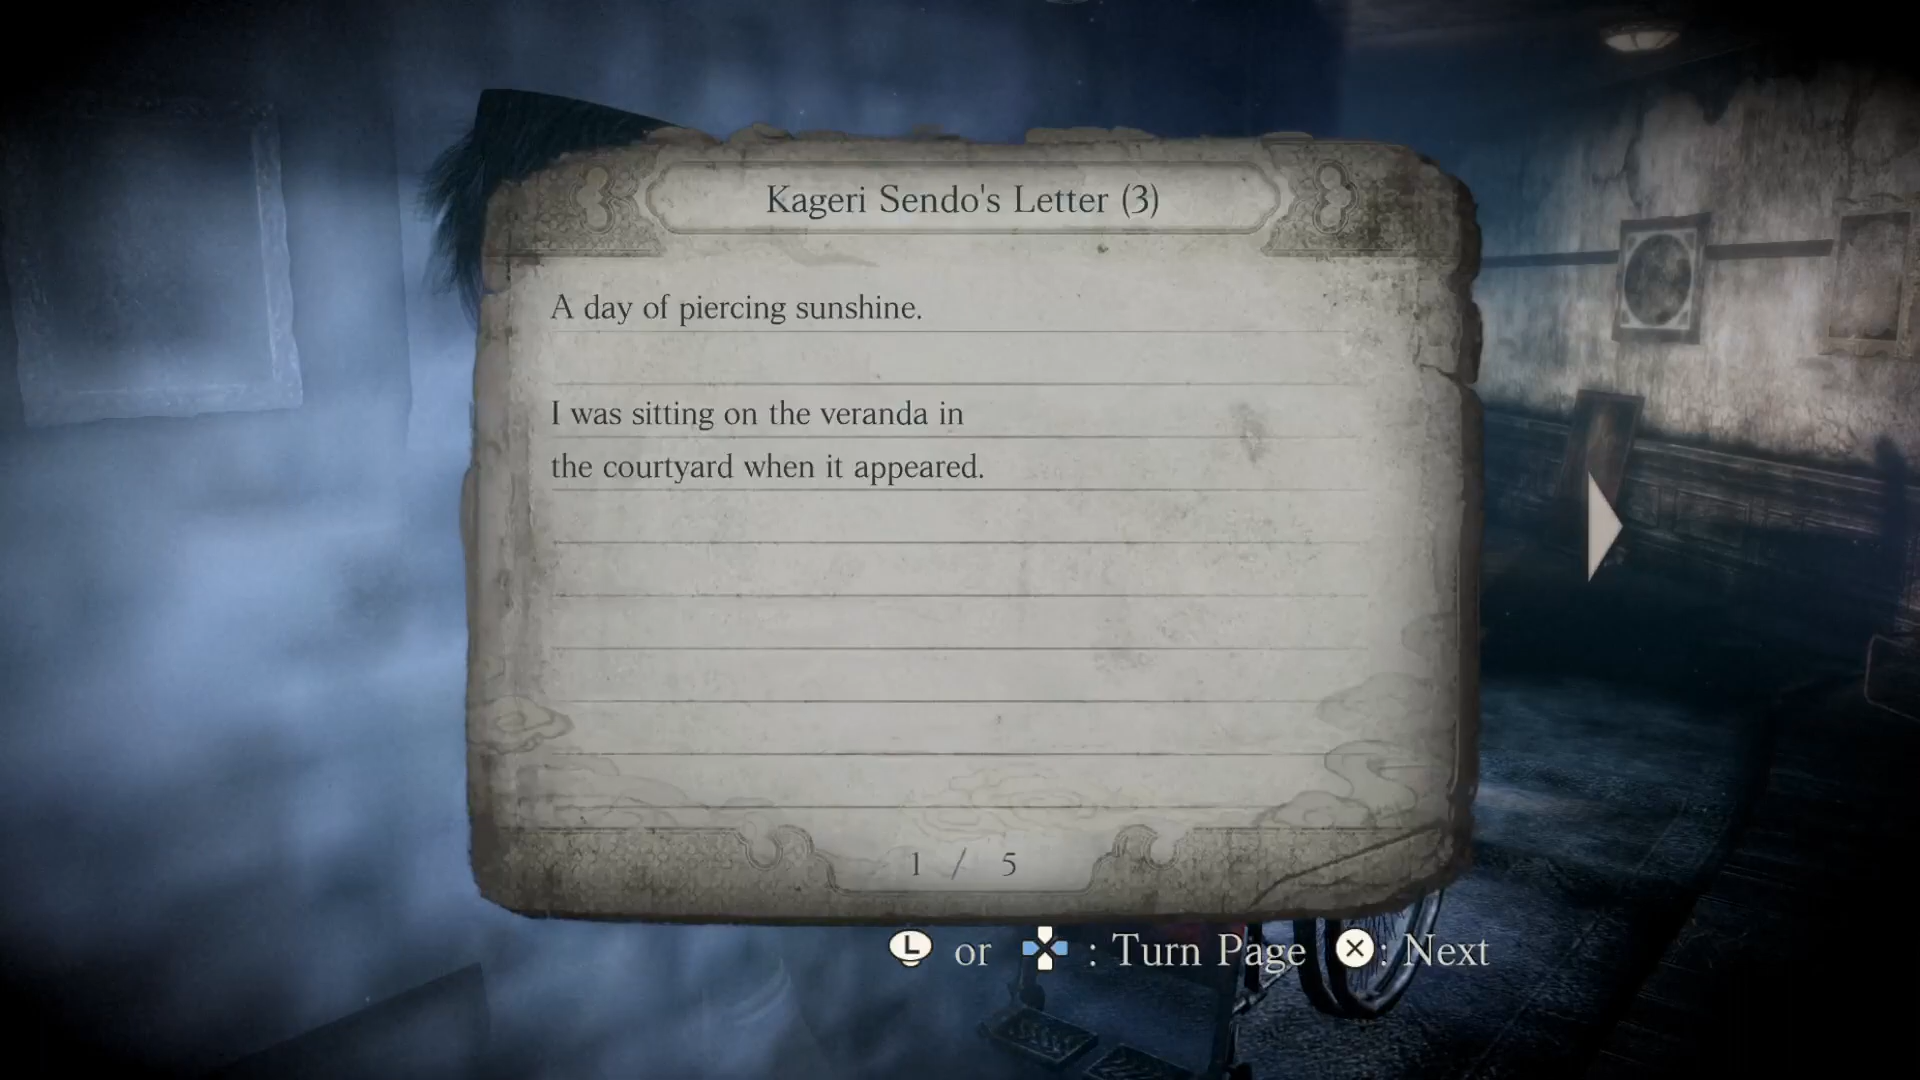 Kageri Sendo's Letter (3)
A day of piercing sunshine.
I was sitting on the veranda in
the courtyard when it appeared.
1 / 5
L or : Turn Page : Next